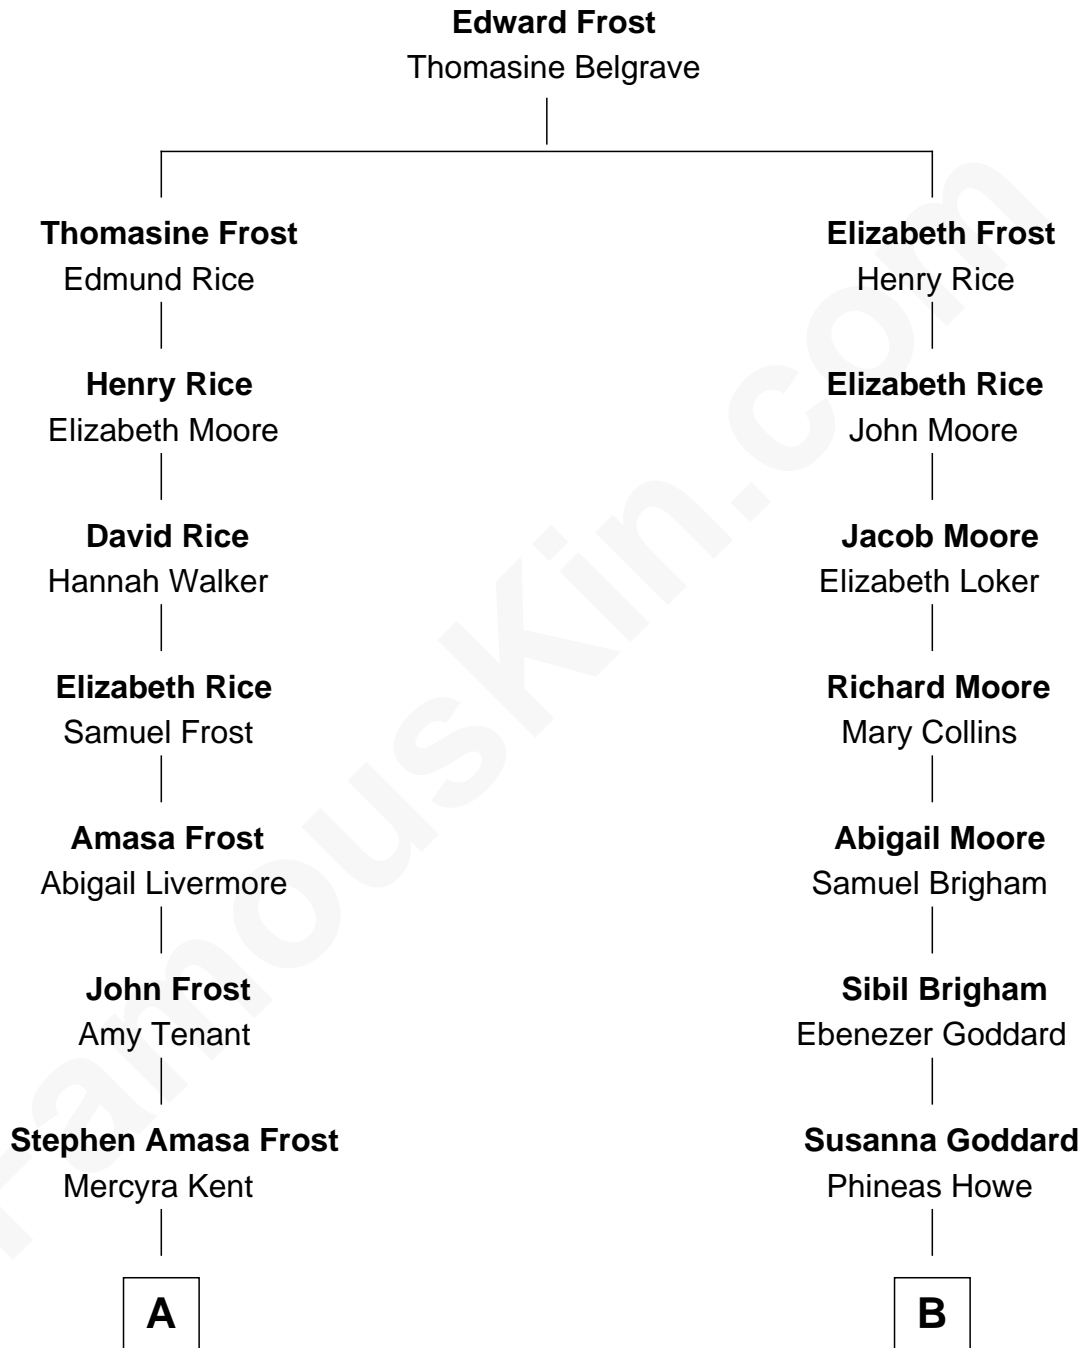 Edward Frost
Thomasine Belgrave
Thomasine Frost
Edmund Rice
Elizabeth Frost
Henry Rice
Henry Rice
Elizabeth Moore
Elizabeth Rice
John Moore
David Rice
Hannah Walker
Jacob Moore
Elizabeth Loker
Elizabeth Rice
Samuel Frost
Richard Moore
Mary Collins
Amasa Frost
Abigail Livermore
Abigail Moore
Samuel Brigham
John Frost
Amy Tenant
Sibil Brigham
Ebenezer Goddard
Stephen Amasa Frost
Mercyra Kent
Susanna Goddard
Phineas Howe
A
B
FamousKin.com